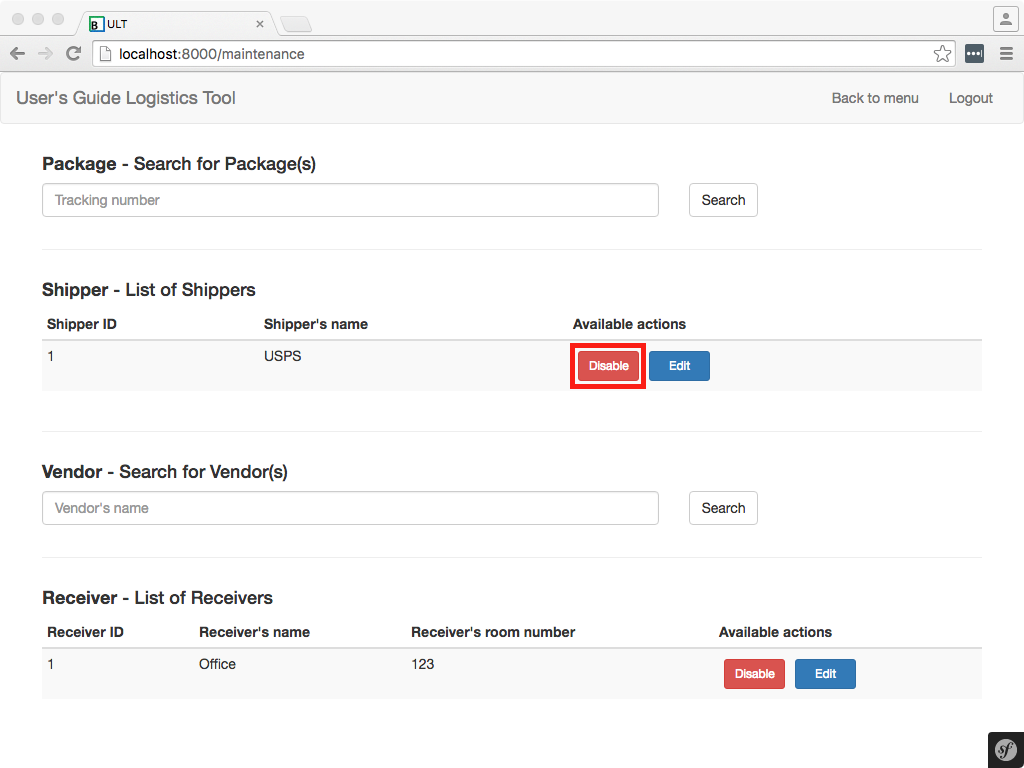 B ULT
localhost:8000/maintenance
User's Guide Logistics Tool Back to menu Logout
Package - Search for Package(s)
Tracking number Search
Shipper - List of Shippers
Shipper ID Shipper's name Available actions
1 USPS Disable Edit
Vendor - Search for Vendor(s)
Vendor's name Search
Receiver - List of Receivers
Receiver ID Receiver's name Receiver's room number Available actions
1 Office 123 Disable Edit
sf